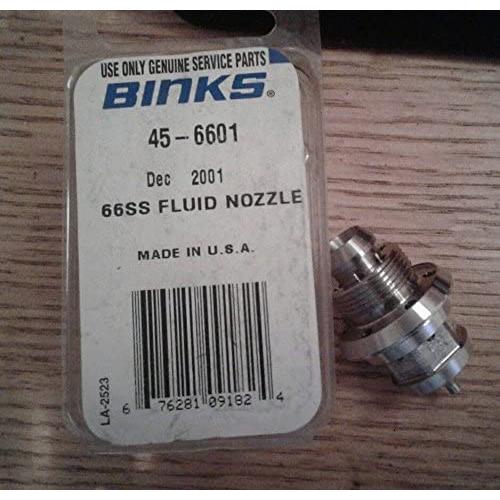 USE ONLY GENUINE SERVICE PARTS
BINKS®
45-6601
Dec 2001
66SS FLUID NOZZLE
MADE IN U.S.A.
LA-2523
6 76281 09182 4